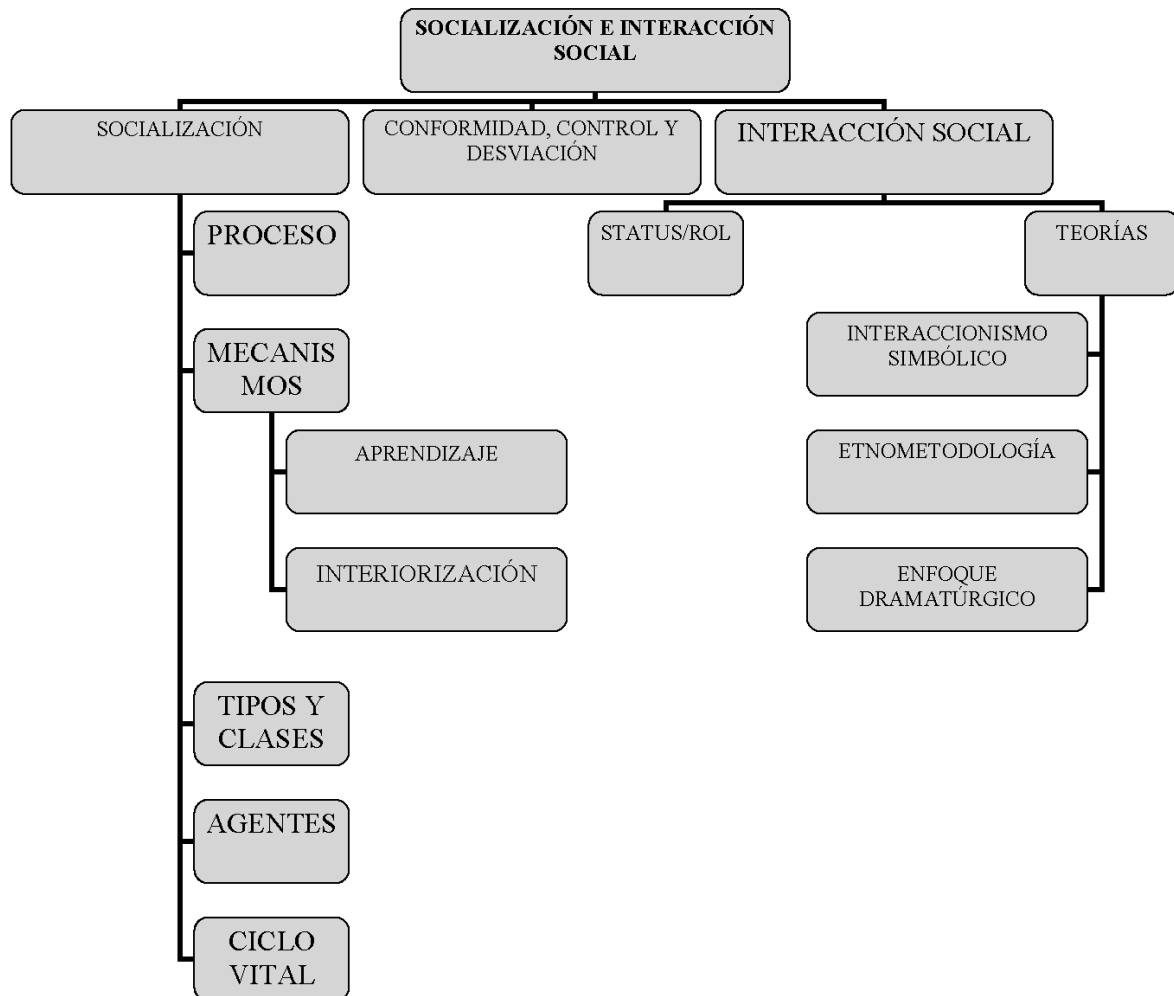 SOCIALIZACIÓN E INTERACCIÓN
SOCIAL
SOCIALIZACIÓN
CONFORMIDAD, CONTROL Y
DESVIACIÓN
INTERACCIÓN SOCIAL
PROCESO
STATUS/ROL
TEORÍAS
MECANIS
MOS
INTERACCIONISMO
SIMBÓLICO
APRENDIZAJE
ETNOMETODOLOGÍA
INTERIORIZACIÓN
ENFOQUE
DRAMATÚRGICO
TIPOS Y
CLASES
AGENTES
CICLO
VITAL